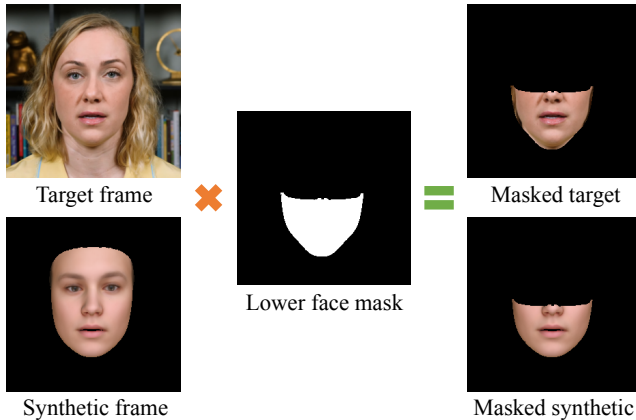 Target frame
Masked target
Lower face mask
Synthetic frame
Masked synthetic